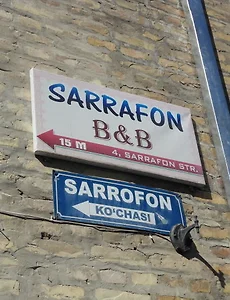 SARRAFON
B&B
15 M
4, SARRAFON STR.
SARROFON
KO'CHASI